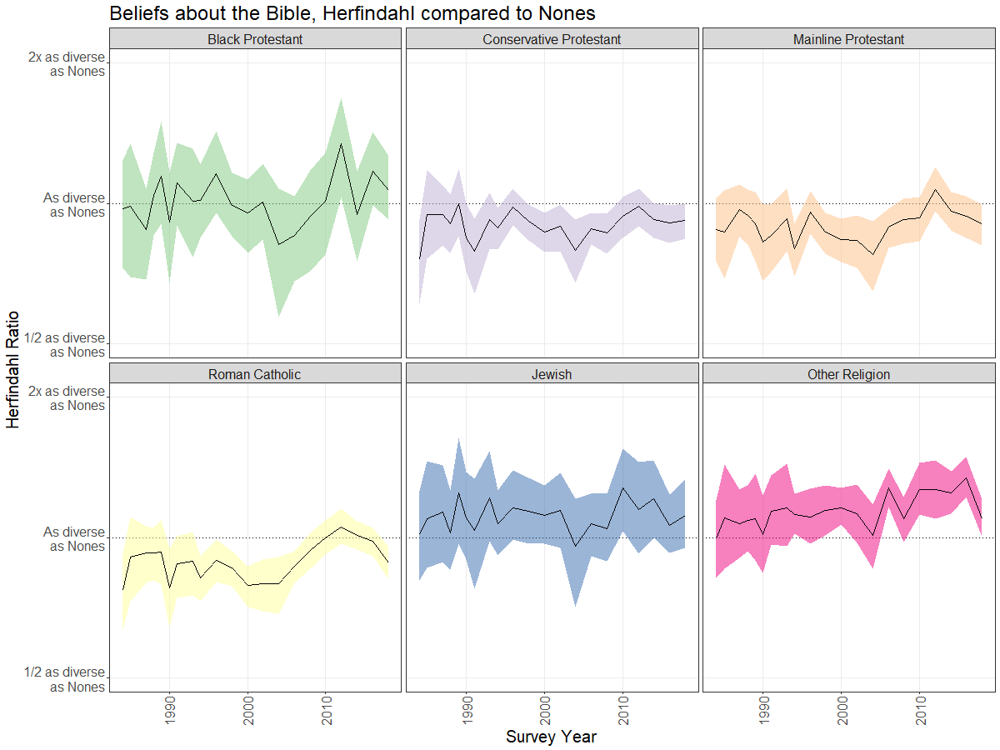 Beliefs about the Bible, Herfindahl compared to Nones
Black Protestant
Conservative Protestant
Mainline Protestant
2x as diverse
as Nones
As diverse
as Nones
1/2 as diverse
as Nones
Herfindahl Ratio
Roman Catholic
Jewish
Other Religion
2x as diverse
as Nones
As diverse
as Nones
1/2 as diverse
as Nones
1990
2000
2010
1990
2000
2010
1990
2000
2010
Survey Year